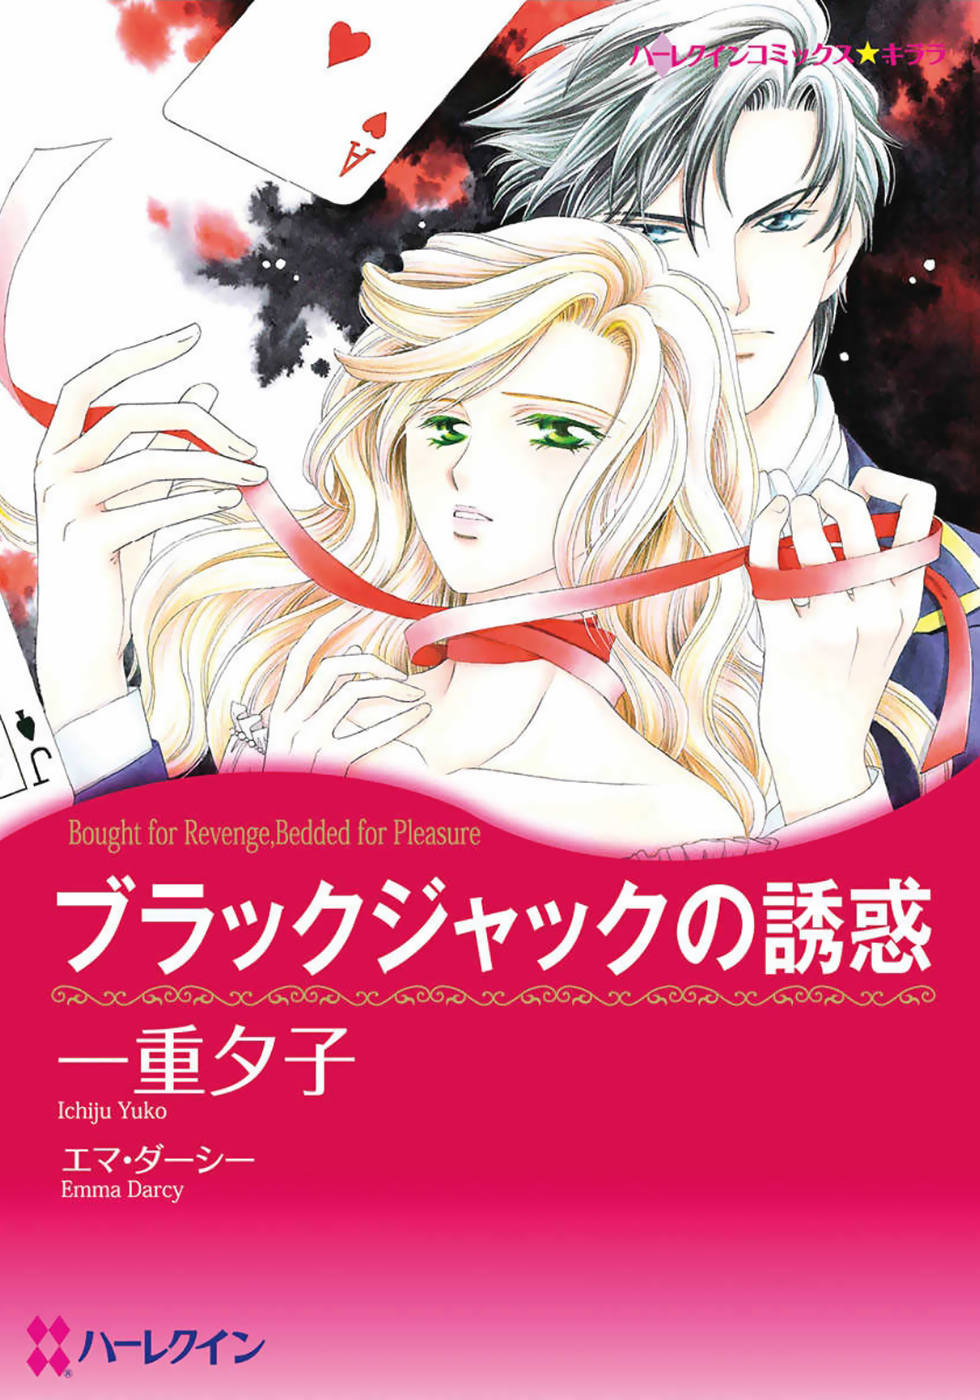 A
ハーレクインコミックス★キララ
J
Bought for Revenge,Bedded for Pleasure
ブラックジャックの誘惑
一重夕子
Ichiju Yuko
エマ・ダーシー
Emma Darcy
ハーレクイン
®